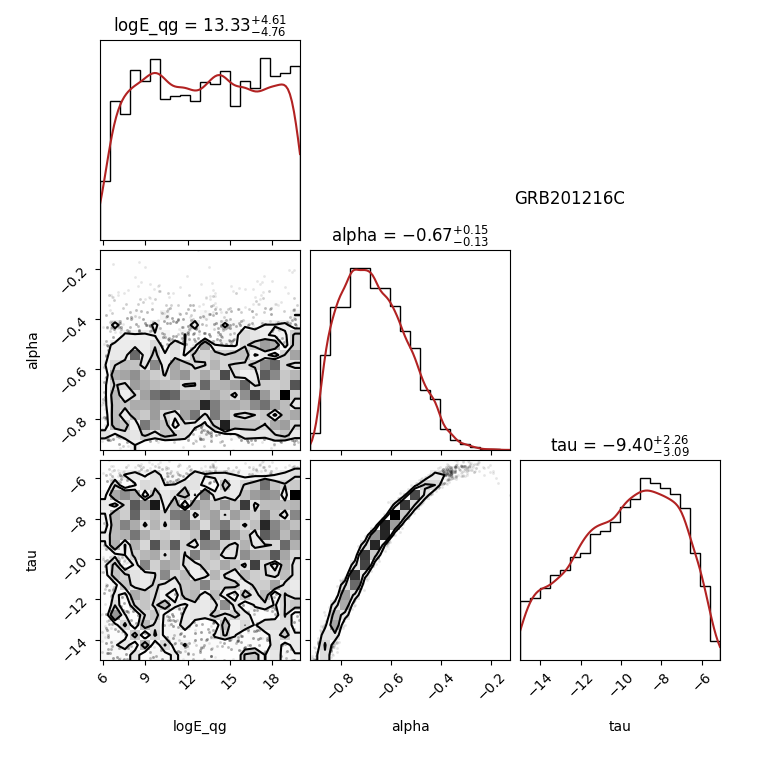 logE_qg = 13.33+4.61 −4.76
GRB201216C
alpha = −0.67+0.15 −0.13
alpha
−0.2
−0.4
−0.6
−0.8
tau = −9.40+2.26 −3.09
tau
−6
−8
−10
−12
−14
6 9 12 15 18
−0.8 −0.6 −0.4 −0.2
−14 −12 −10 −8 −6
logE_qg alpha tau